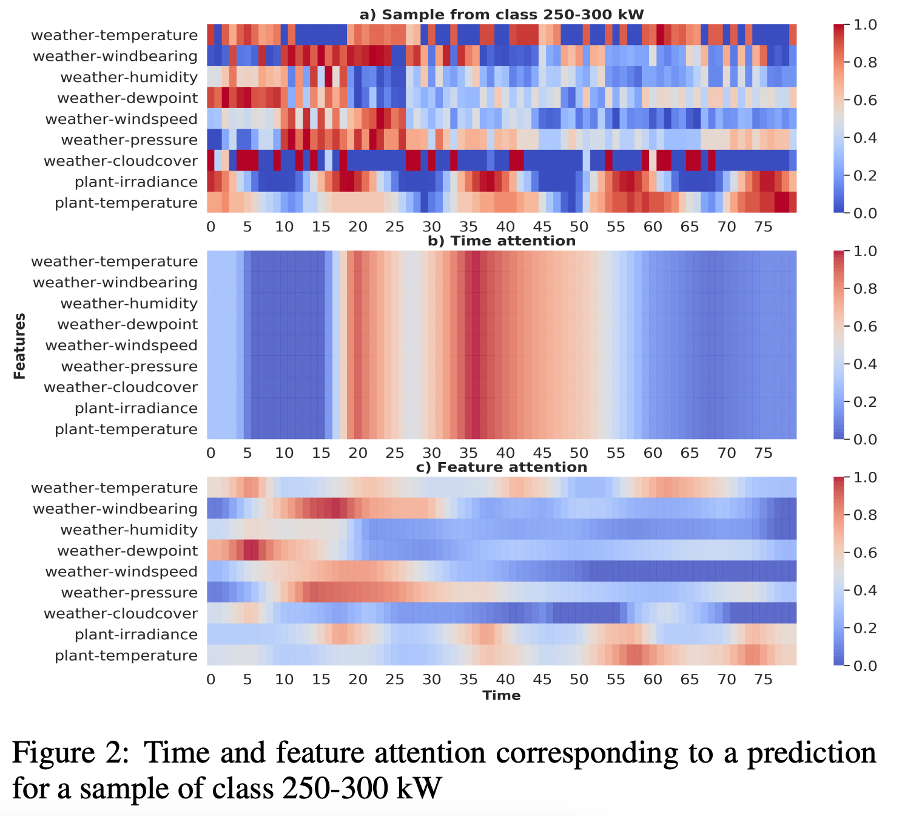 a) Sample from class 250-300 kW
weather-temperature
weather-windbearing
weather-humidity
weather-dewpoint
weather-windspeed
weather-pressure
weather-cloudcover
plant-irradiance
plant-temperature
0 5 10 15 20 25 30 35 40 45 50 55 60 65 70 75
1.0
0.8
0.6
0.4
0.2
0.0
b) Time attention
Features
weather-temperature
weather-windbearing
weather-humidity
weather-dewpoint
weather-windspeed
weather-pressure
weather-cloudcover
plant-irradiance
plant-temperature
0 5 10 15 20 25 30 35 40 45 50 55 60 65 70 75
1.0
0.8
0.6
0.4
0.2
0.0
c) Feature attention
weather-temperature
weather-windbearing
weather-humidity
weather-dewpoint
weather-windspeed
weather-pressure
weather-cloudcover
plant-irradiance
plant-temperature
0 5 10 15 20 25 30 35 40 45 50 55 60 65 70 75
Time
1.0
0.8
0.6
0.4
0.2
0.0
Figure 2: Time and feature attention corresponding to a prediction
for a sample of class 250-300 kW